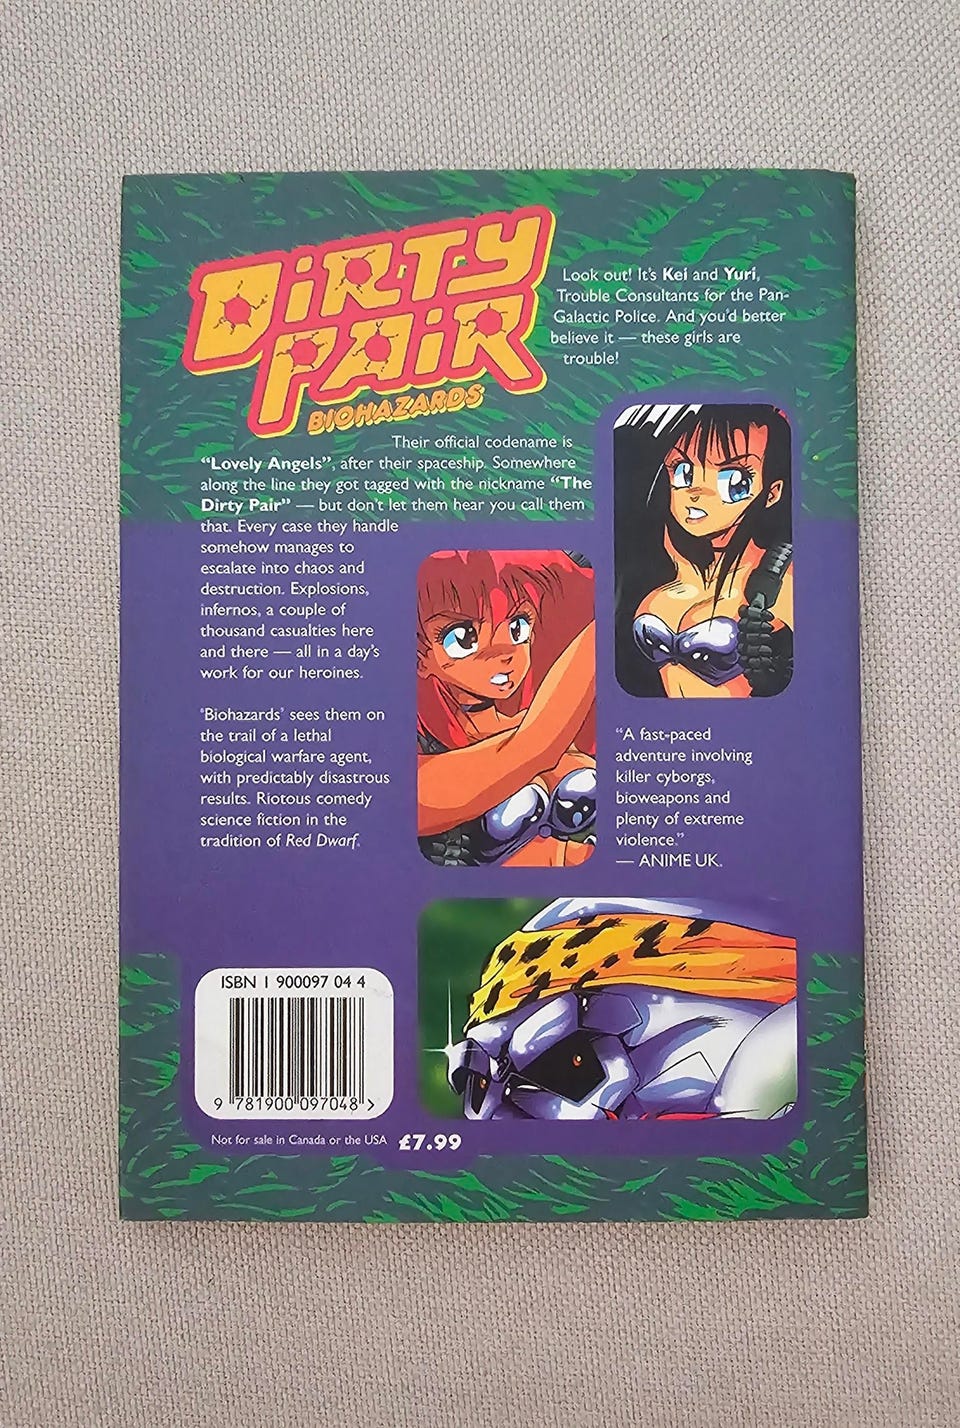 DiRTY
PAiR
BIOHAZARDS
Look out! It's Kei and Yuri,
Trouble Consultants for the Pan-
Galactic Police. And you'd better
believe it — these girls are
trouble!
Their official codename is
“Lovely Angels”, after their spaceship. Somewhere
along the line they got tagged with the nickname “The
Dirty Pair” — but don't let them hear you call them
that. Every case they handle
somehow manages to
escalate into chaos and
destruction. Explosions,
infernos, a couple of
thousand casualties here
and there — all in a day's
work for our heroines.
'Biohazards' sees them on
the trail of a lethal
biological warfare agent,
with predictably disastrous
results. Riotous comedy
science fiction in the
tradition of Red Dwarf.
“A fast-paced
adventure involving
killer cyborgs,
bioweapons and
plenty of extreme
violence.”
— ANIME UK.
ISBN 1 900097 04 4
9 781900 097048 >
Not for sale in Canada or the USA £7.99